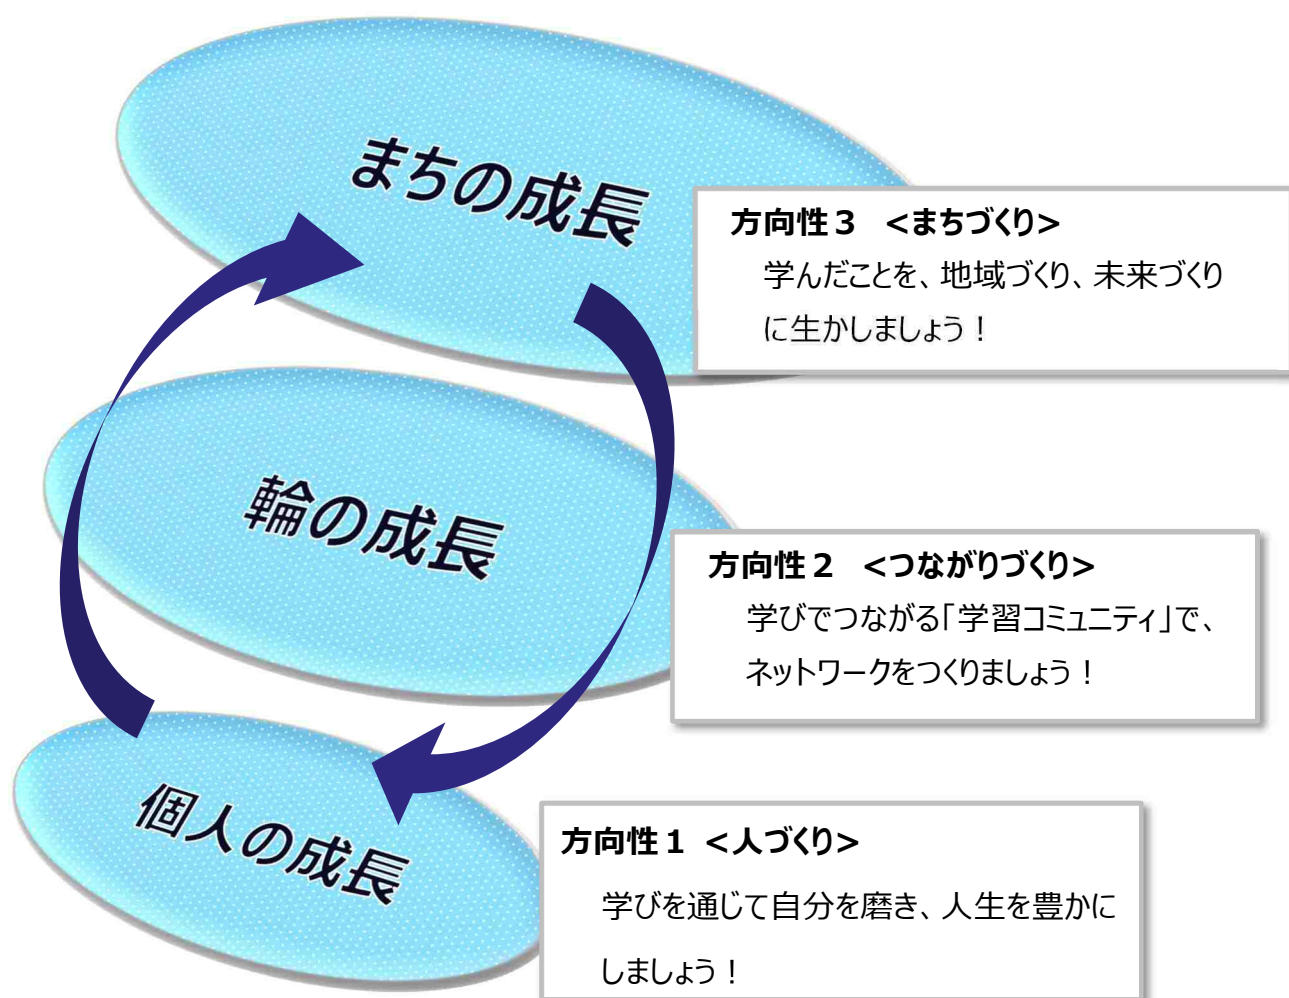 まちの成長
方向性３　<まちづくり>
学んだことを、地域づくり、未来づくり
に生かしましょう！
輪の成長
方向性２　<つながりづくり>
学びでつながる「学習コミュニティ」で、
ネットワークをつくりましょう！
個人の成長
方向性１ <人づくり>
学びを通じて自分を磨き、人生を豊かに
しましょう！